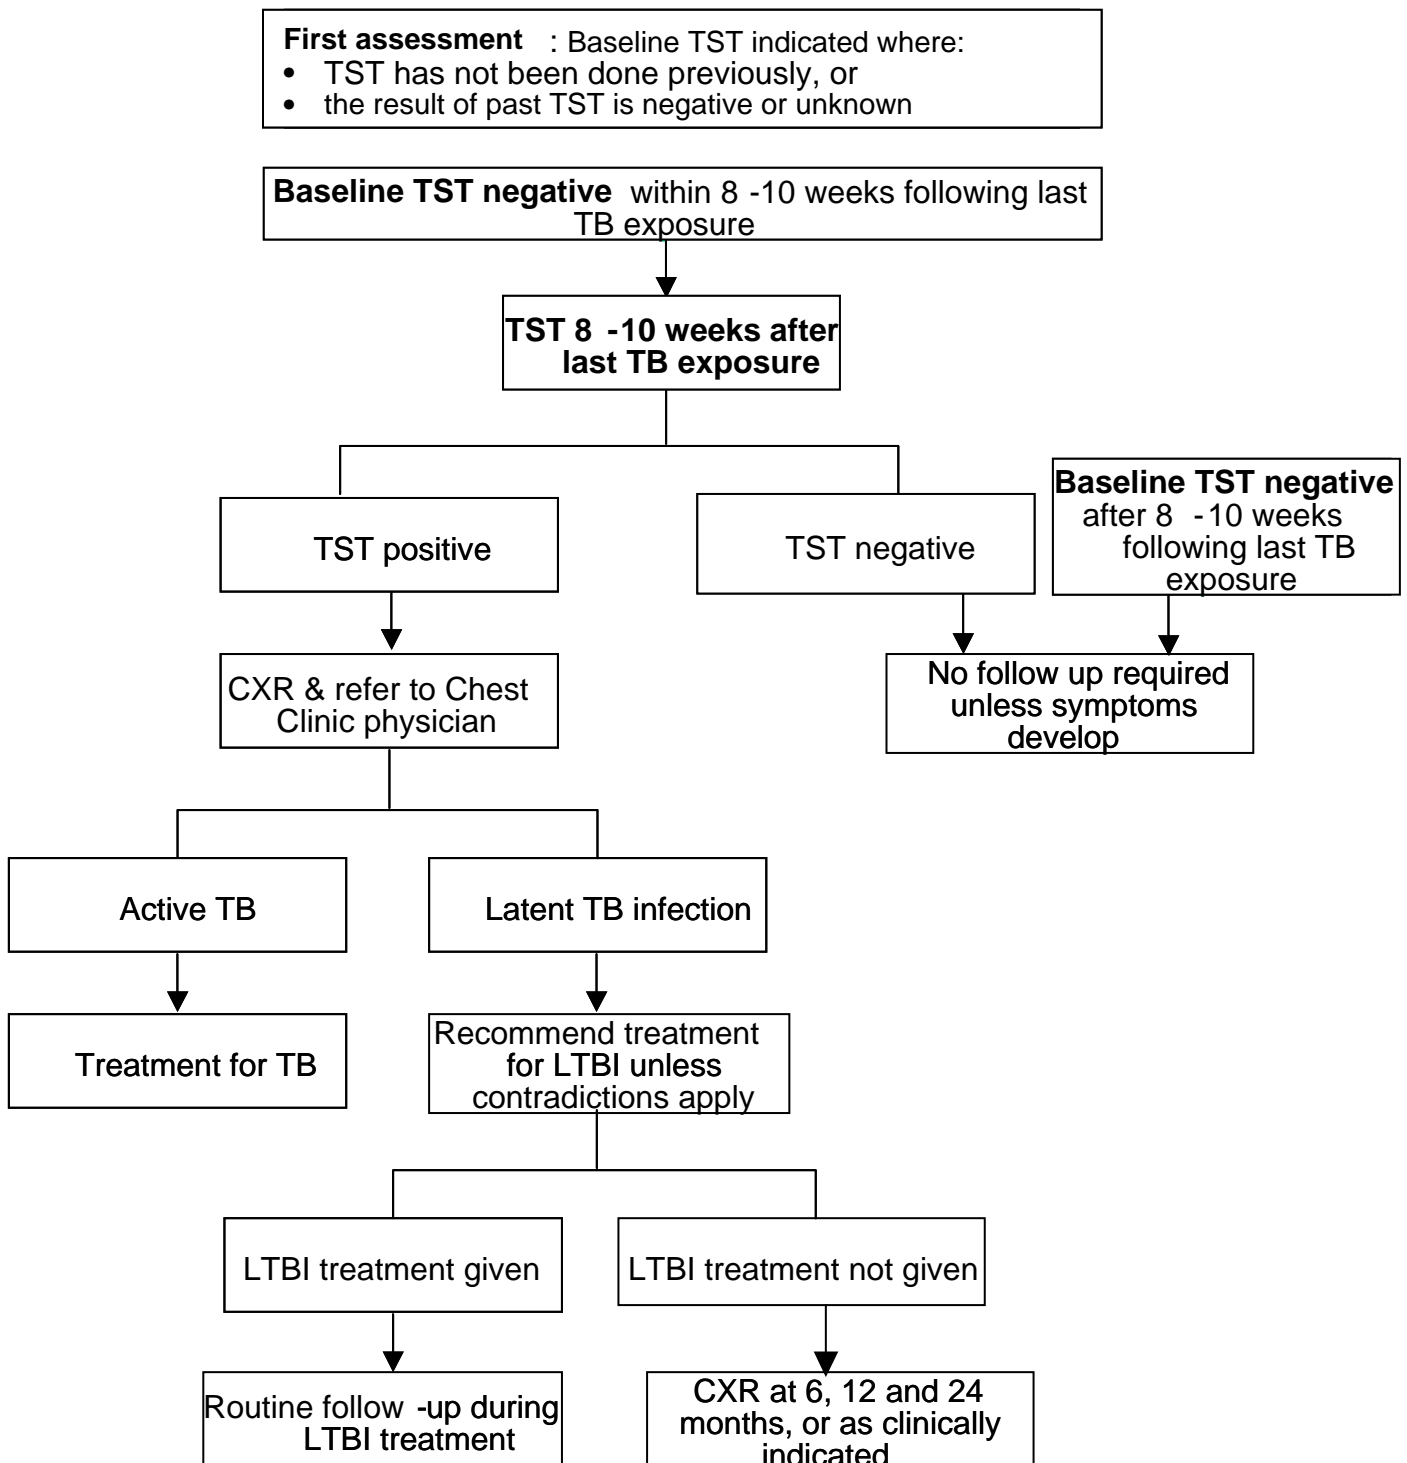 First assessment : Baseline TST indicated where:
• TST has not been done previously, or
• the result of past TST is negative or unknown
Baseline TST negative within 8 -10 weeks following last
TB exposure
TST 8 -10 weeks after
last TB exposure
TST positive
TST negative
Baseline TST negative
after 8 -10 weeks
following last TB
exposure
CXR & refer to Chest
Clinic physician
No follow up required
unless symptoms
develop
Active TB
Latent TB infection
Treatment for TB
Recommend treatment
for LTBI unless
contradictions apply
LTBI treatment given
LTBI treatment not given
Routine follow -up during
LTBI treatment
CXR at 6, 12 and 24
months, or as clinically
indicated